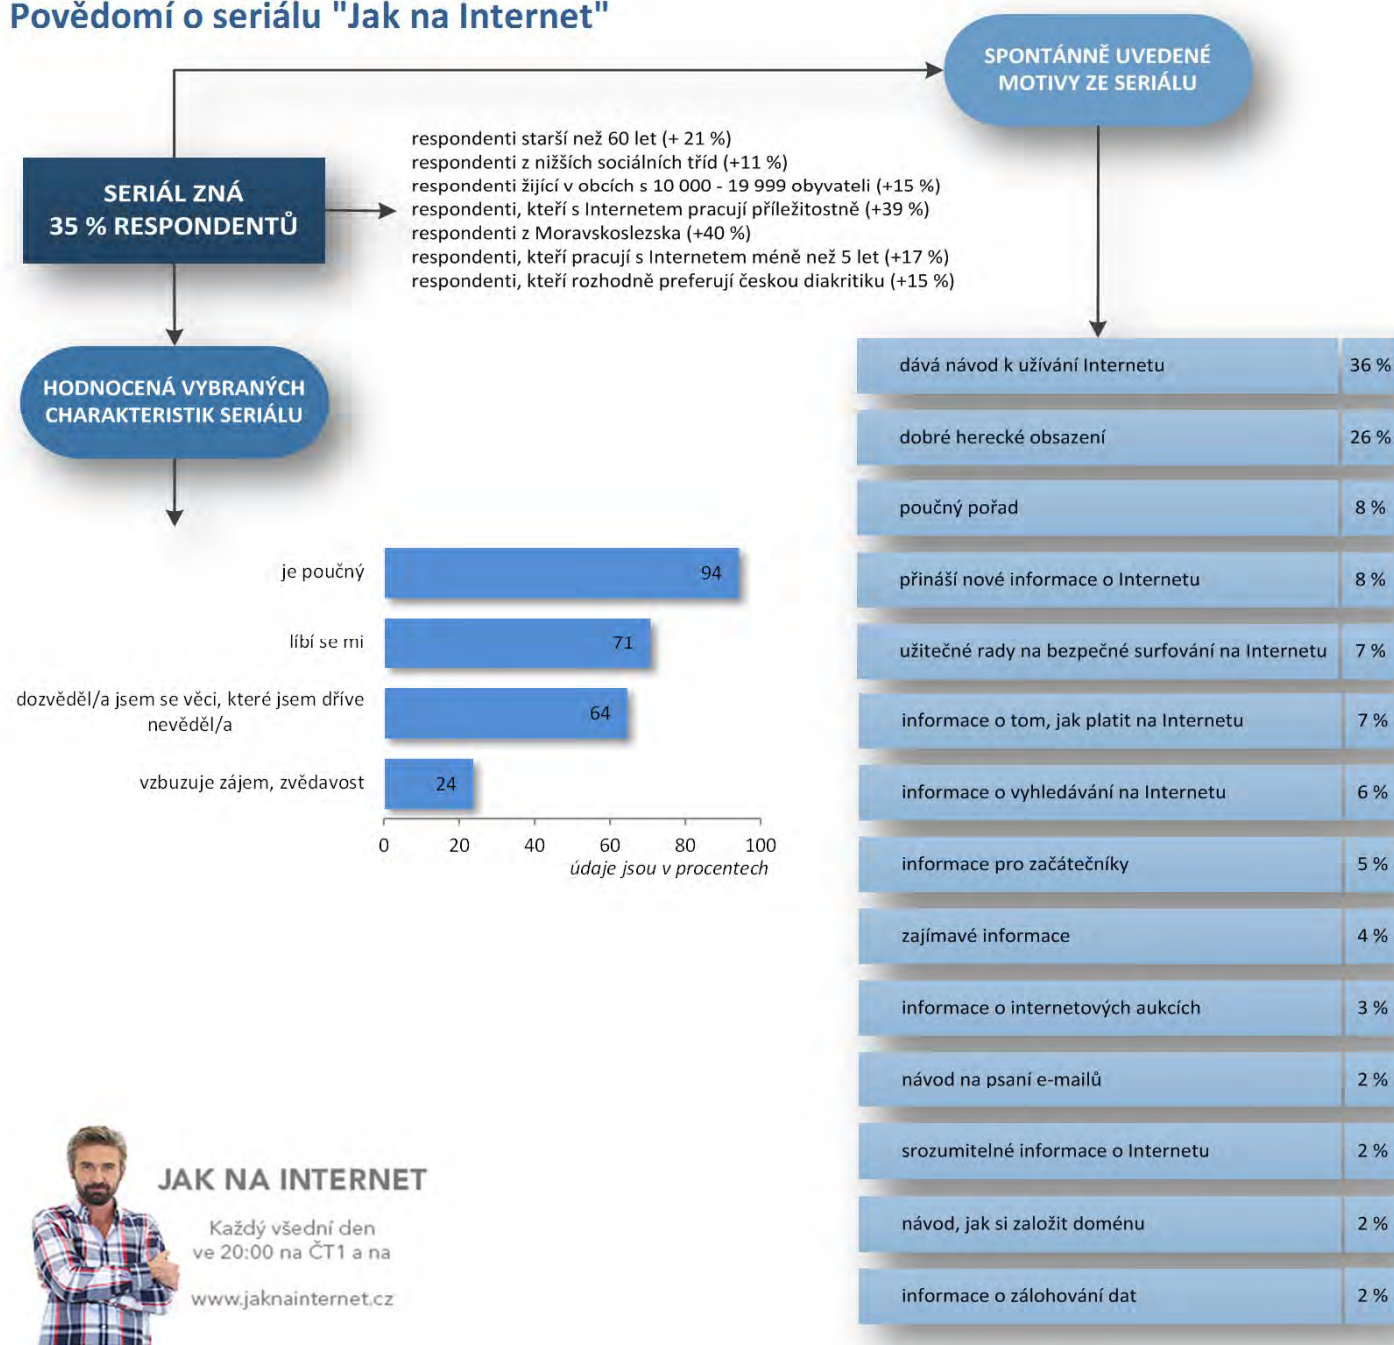 Povědomí o seriálu "Jak na Internet"
SPONTÁNNĚ UVEDENÉ
MOTIVY ZE SERIÁLU
SERIÁL ZNÁ
35 % RESPONDENTŮ
respondenti starší než 60 let (+ 21 %)
respondenti z nižších sociálních tříd (+11 %)
respondenti žijící v obcích s 10 000 - 19 999 obyvateli (+15 %)
respondenti, kteří s Internetem pracují příležitostně (+39 %)
respondenti z Moravskoslezska (+40 %)
respondenti, kteří pracují s Internetem méně než 5 let (+17 %)
respondenti, kteří rozhodně preferují českou diakritiku (+15 %)
HODNOCENÁ VYBRANÝCH
CHARAKTERISTIK SERIÁLU
je poučný 94
líbí se mi 71
dozvěděl/a jsem se věci, které jsem dříve
nevěděl/a 64
vzbuzuje zájem, zvědavost 24
0 20 40 60 80 100
údaje jsou v procentech
dává návod k užívání Internetu 36 %
dobré herecké obsazení 26 %
poučný pořad 8 %
přináší nové informace o Internetu 8 %
užitečné rady na bezpečné surfování na Internetu 7 %
informace o tom, jak platit na Internetu 7 %
informace o vyhledávání na Internetu 6 %
informace pro začátečníky 5 %
zajímavé informace 4 %
informace o internetových aukcích 3 %
návod na psaní e-mailů 2 %
srozumitelné informace o Internetu 2 %
návod, jak si založit doménu 2 %
informace o zálohování dat 2 %
JAK NA INTERNET
Každý všední den
ve 20:00 na ČT1 a na
www.jaknainternet.cz